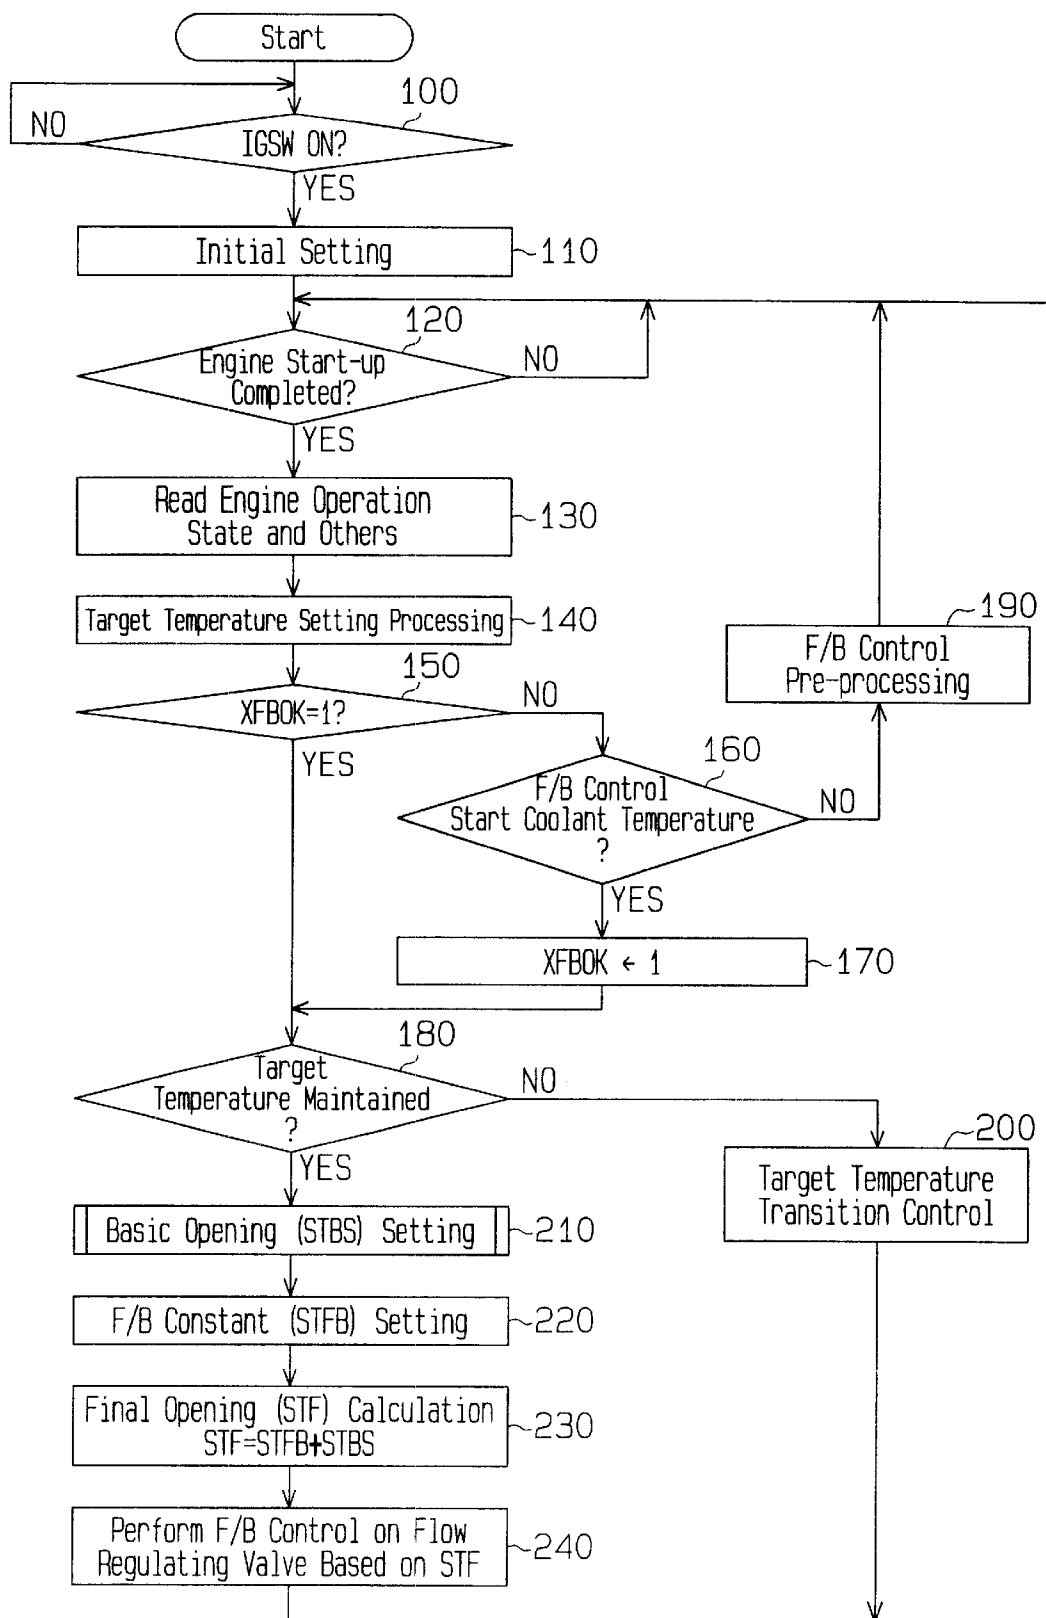 Start
100
NO
IGSW ON?
YES
Initial Setting
110
120
Engine Start-up
Completed?
NO
YES
Read Engine Operation
State and Others
130
Target Temperature Setting Processing
140
190
F/B Control
Pre-processing
150
XFBOK=1?
NO
YES
160
F/B Control
Start Coolant Temperature
?
NO
YES
XFBOK ← 1
170
180
Target
Temperature Maintained
?
NO
YES
200
Target Temperature
Transition Control
Basic Opening (STBS) Setting
210
F/B Constant (STFB) Setting
220
Final Opening (STF) Calculation
STF=STFB+STBS
230
Perform F/B Control on Flow
Regulating Valve Based on STF
240